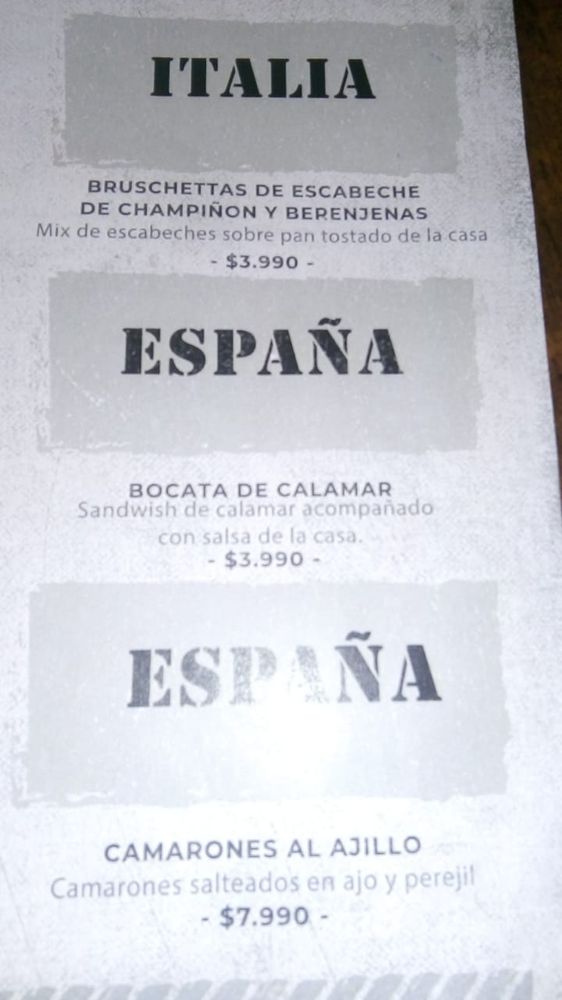 ITALIA
BRUSCHETTAS DE ESCABECHE
DE CHAMPIÑON Y BERENJENAS
Mix de escabeches sobre pan tostado de la casa
- $3.990 -
ESPAÑA
BOCATA DE CALAMAR
Sandwish de calamar acompañado
con salsa de la casa.
- $3.990 -
ESPAÑA
CAMARONES AL AJILLO
Camarones salteados en ajo y perejil
- $7.990 -